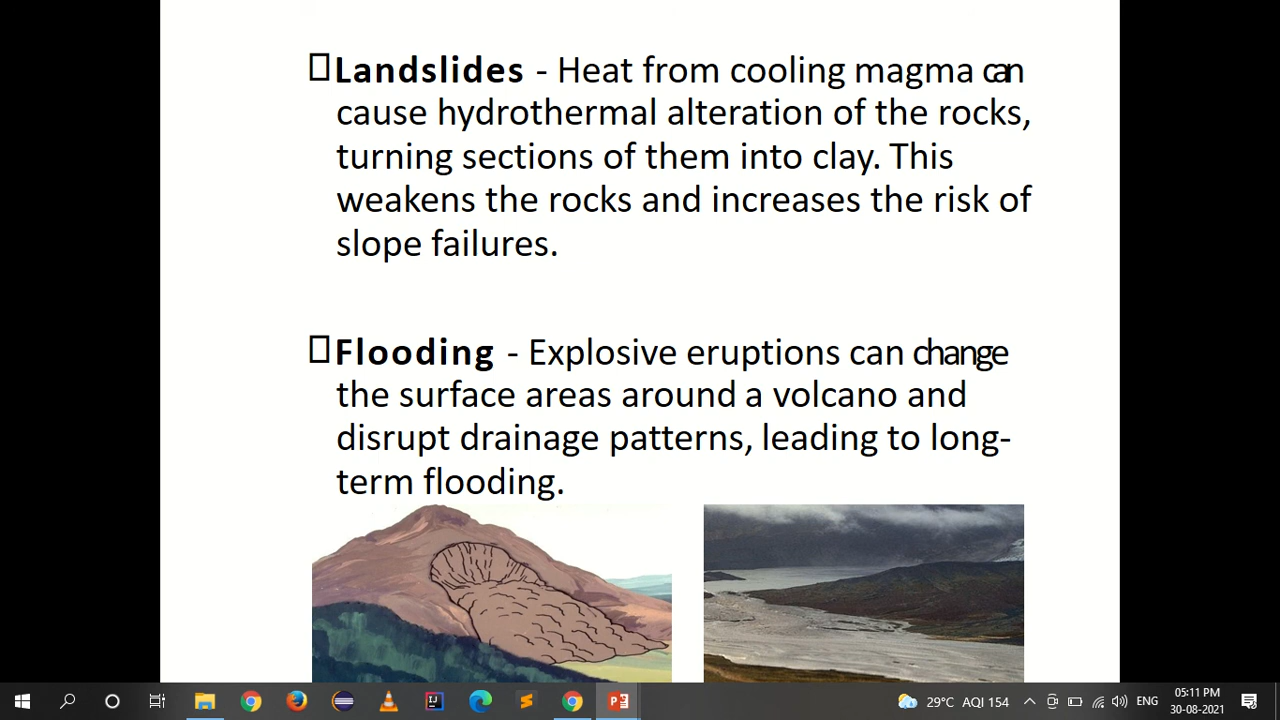 Landslides - Heat from cooling magma can
cause hydrothermal alteration of the rocks,
turning sections of them into clay. This
weakens the rocks and increases the risk of
slope failures.
Flooding - Explosive eruptions can change
the surface areas around a volcano and
disrupt drainage patterns, leading to long-
term flooding.
29°C AQI 154
ENG
05:11 PM
30-08-2021